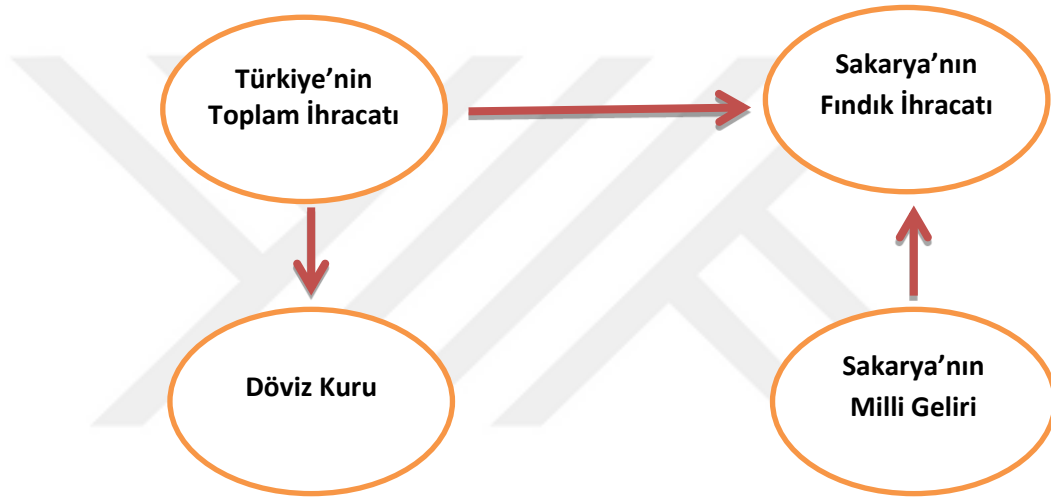 Türkiye’nin
Toplam İhracatı
Sakarya’nın
Fındık İhracatı
Döviz Kuru
Sakarya’nın
Milli Geliri